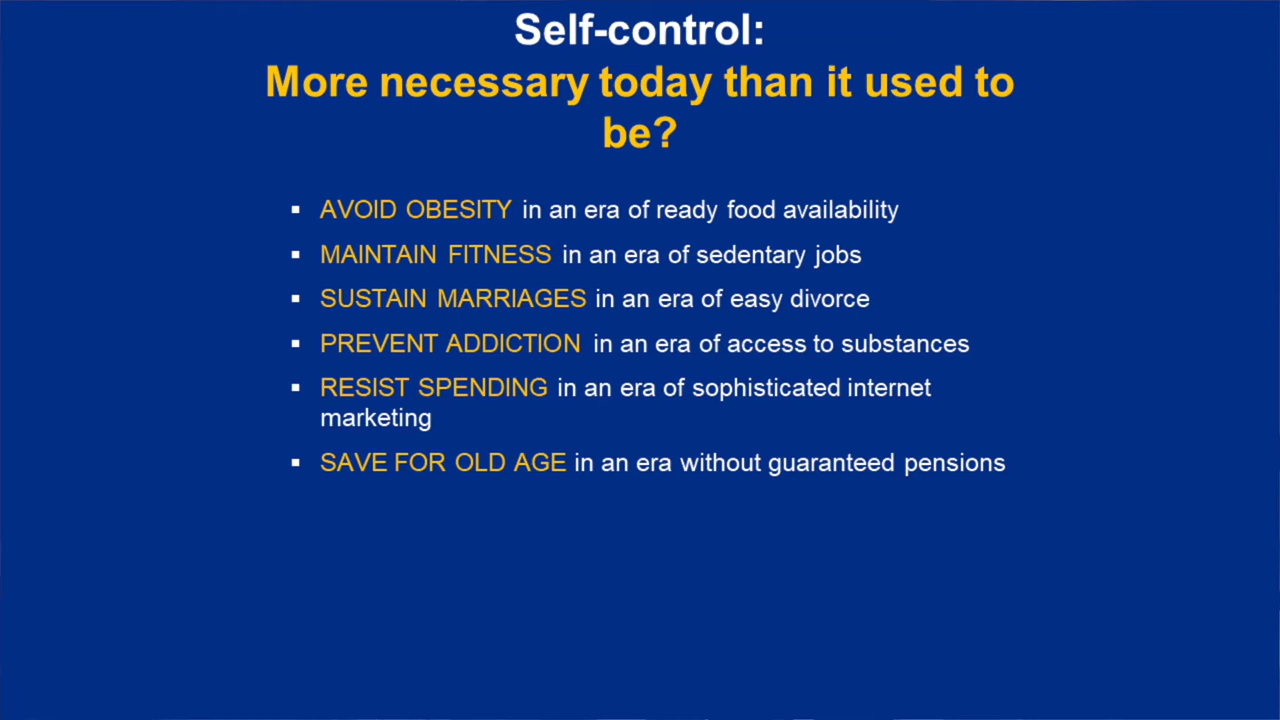 Self-control:
More necessary today than it used to
be?
▪ AVOID OBESITY in an era of ready food availability
▪ MAINTAIN FITNESS in an era of sedentary jobs
▪ SUSTAIN MARRIAGES in an era of easy divorce
▪ PREVENT ADDICTION in an era of access to substances
▪ RESIST SPENDING in an era of sophisticated internet
marketing
▪ SAVE FOR OLD AGE in an era without guaranteed pensions